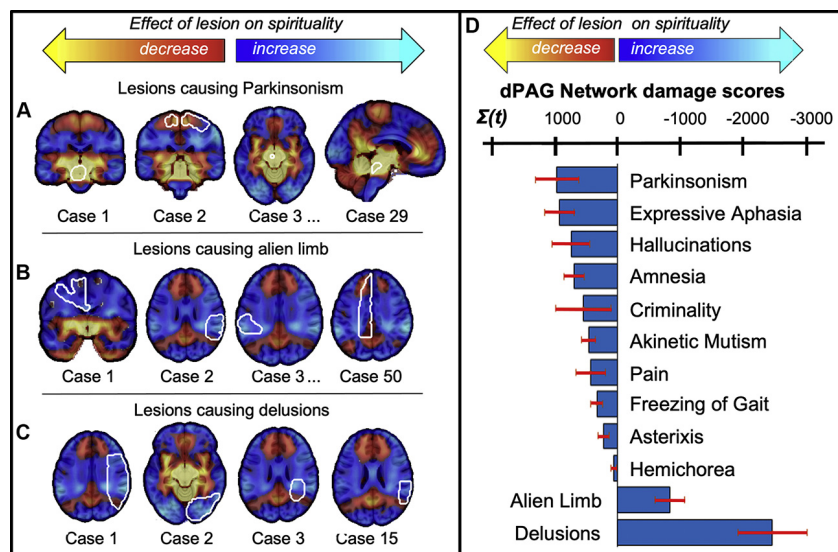 Effect of lesion on spirituality
decrease increase
Lesions causing Parkinsonism
A
Case 1 Case 2 Case 3 ... Case 29
Lesions causing alien limb
B
Case 1 Case 2 Case 3... Case 50
Lesions causing delusions
C
Case 1 Case 2 Case 3 Case 15
D
Effect of lesion on spirituality
decrease increase
dPAG Network damage scores
Σ(t)
1000 0 -1000 -2000 -3000
Parkinsonism
Expressive Aphasia
Hallucinations
Amnesia
Criminality
Akinetic Mutism
Pain
Freezing of Gait
Asterixis
Hemichorea
Alien Limb
Delusions